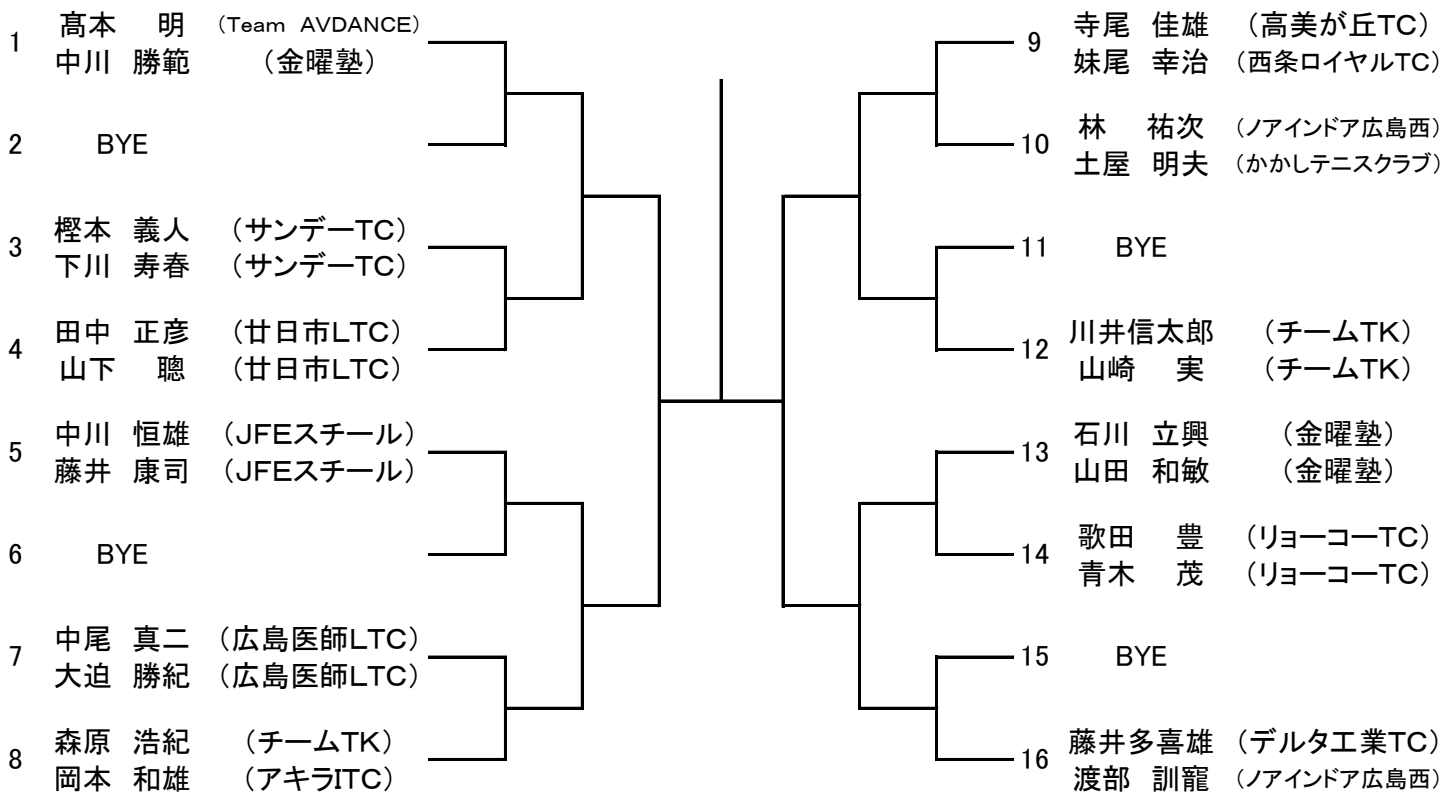 1 髙本 明 (Team AVDANCE)
中川 勝範 (金曜塾)
2 BYE
3 樫本 義人 (サンデーTC)
下川 寿春 (サンデーTC)
4 田中 正彦 (廿日市LTC)
山下 聰 (廿日市LTC)
5 中川 恒雄 (JFEスチール)
藤井 康司 (JFEスチール)
6 BYE
7 中尾 真二 (広島医師LTC)
大迫 勝紀 (広島医師LTC)
8 森原 浩紀 (チームTK)
岡本 和雄 (アキラITC)
9 寺尾 佳雄 (高美が丘TC)
妹尾 幸治 (西条ロイヤルTC)
10 林 祐次 (ノアインドア広島西)
土屋 明夫 (かかしテニスクラブ)
11 BYE
12 川井信太郎 (チームTK)
山崎 実 (チームTK)
13 石川 立興 (金曜塾)
山田 和敏 (金曜塾)
14 歌田 豊 (リョーコーTC)
青木 茂 (リョーコーTC)
15 BYE
16 藤井多喜雄 (デルタ工業TC)
渡部 訓寵 (ノアインドア広島西)